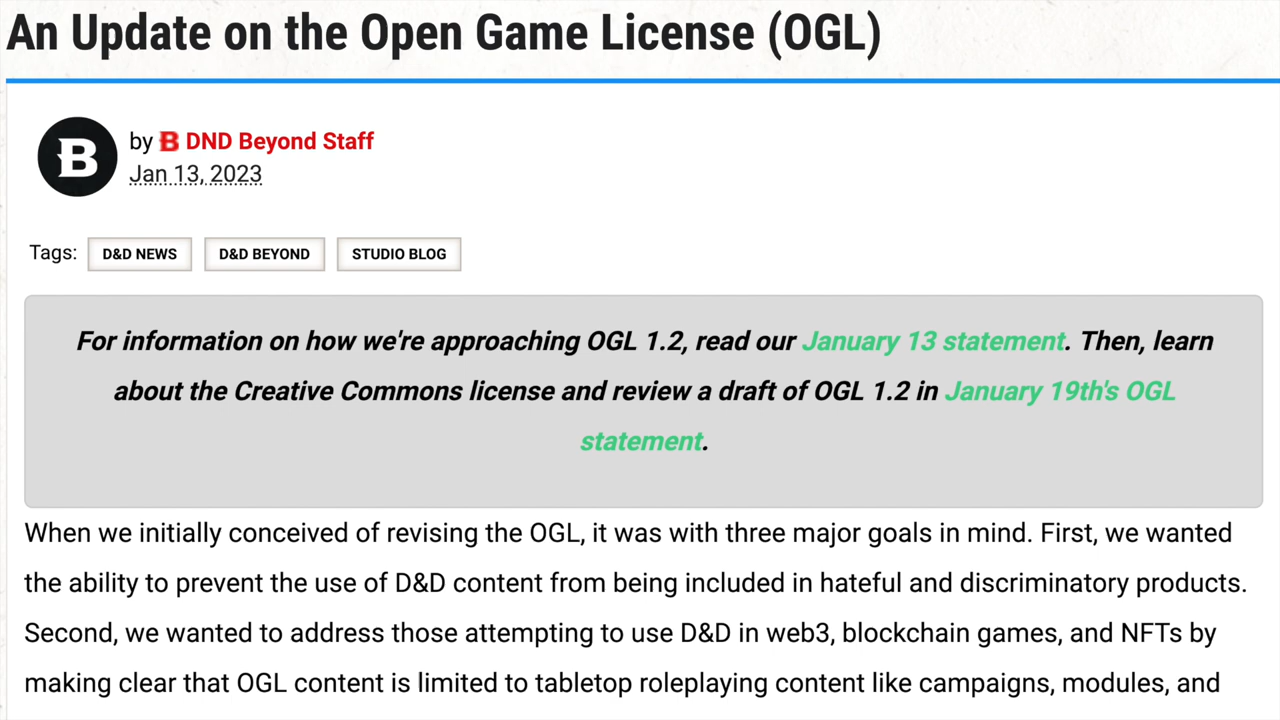 An Update on the Open Game License (OGL)
B
by B DND Beyond Staff
Jan 13, 2023
Tags: D&D NEWS D&D BEYOND STUDIO BLOG
For information on how we're approaching OGL 1.2, read our January 13 statement. Then, learn
about the Creative Commons license and review a draft of OGL 1.2 in January 19th's OGL
statement.
When we initially conceived of revising the OGL, it was with three major goals in mind. First, we wanted
the ability to prevent the use of D&D content from being included in hateful and discriminatory products.
Second, we wanted to address those attempting to use D&D in web3, blockchain games, and NFTs by
making clear that OGL content is limited to tabletop roleplaying content like campaigns, modules, and